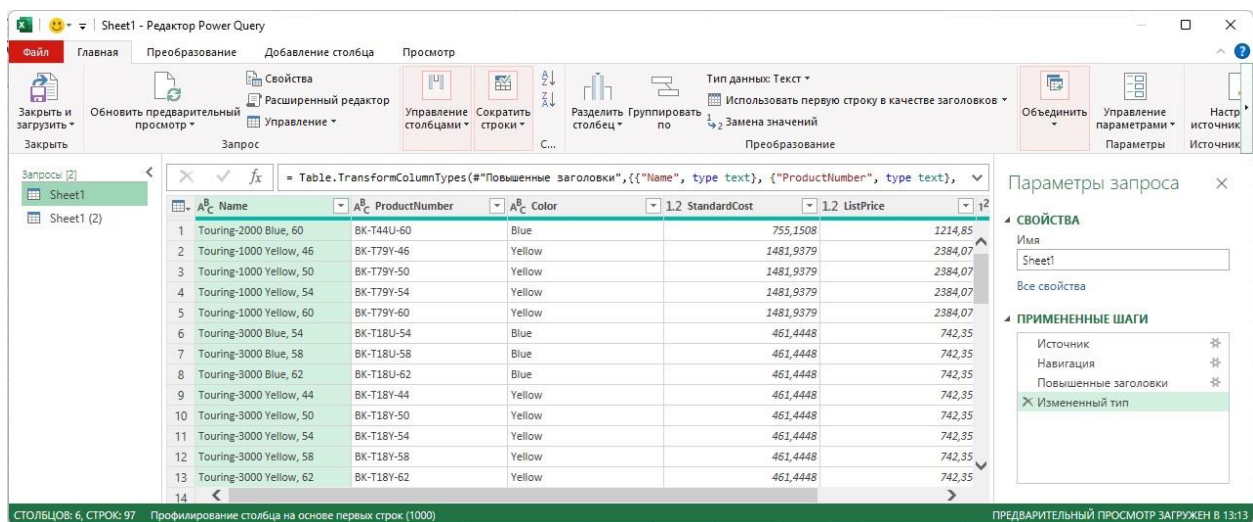 Sheet1 - Редактор Power Query
Файл Главная Преобразование Добавление столбца Просмотр
Закрыть и загрузить
Закрыть
Обновить предварительный просмотр
Свойства
Расширенный редактор
Управление
Запрос
Управление столбцами
Сократить строки
С...
Разделить столбец
Группировать по
Тип данных: Текст
Использовать первую строку в качестве заголовков
Замена значений
Преобразование
Объединить
Управление параметрами
Параметры
Настр
источник
Источник
Запросы [2]
Sheet1
Sheet1 (2)
fx = Table.TransformColumnTypes(#"Повышенные заголовки",{{"Name", type text}, {"ProductNumber", type text},
ABC Name ABC ProductNumber ABC Color 1.2 StandardCost 1.2 ListPrice 12
1 Touring-2000 Blue, 60 BK-T44U-60 Blue 755,1508 1214,85
2 Touring-1000 Yellow, 46 BK-T79Y-46 Yellow 1481,9379 2384,07
3 Touring-1000 Yellow, 50 BK-T79Y-50 Yellow 1481,9379 2384,07
4 Touring-1000 Yellow, 54 BK-T79Y-54 Yellow 1481,9379 2384,07
5 Touring-1000 Yellow, 60 BK-T79Y-60 Yellow 1481,9379 2384,07
6 Touring-3000 Blue, 54 BK-T18U-54 Blue 461,4448 742,35
7 Touring-3000 Blue, 58 BK-T18U-58 Blue 461,4448 742,35
8 Touring-3000 Blue, 62 BK-T18U-62 Blue 461,4448 742,35
9 Touring-3000 Yellow, 44 BK-T18Y-44 Yellow 461,4448 742,35
10 Touring-3000 Yellow, 50 BK-T18Y-50 Yellow 461,4448 742,35
11 Touring-3000 Yellow, 54 BK-T18Y-54 Yellow 461,4448 742,35
12 Touring-3000 Yellow, 58 BK-T18Y-58 Yellow 461,4448 742,35
13 Touring-3000 Yellow, 62 BK-T18Y-62 Yellow 461,4448 742,35
14
Параметры запроса
СВОЙСТВА
Имя
Sheet1
Все свойства
ПРИМЕНЕННЫЕ ШАГИ
Источник
Навигация
Повышенные заголовки
Измененный тип
СТОЛБЦОВ: 6, СТРОК: 97 Профилирование столбца на основе первых строк (1000) ПРЕДВАРИТЕЛЬНЫЙ ПРОСМОТР ЗАГРУЖЕН В 13:13